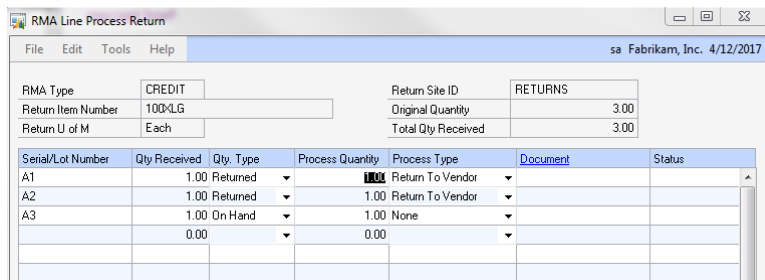 RMA Line Process Return
File Edit Tools Help sa Fabrikam, Inc. 4/12/2017
RMA Type CREDIT Return Site ID RETURNS
Return Item Number 100XLG Original Quantity 3.00
Return U of M Each Total Qty Received 3.00
Serial/Lot Number Qty Received Qty. Type Process Quantity Process Type Document Status
A1 1.00 Returned 1.00 Return To Vendor
A2 1.00 Returned 1.00 Return To Vendor
A3 1.00 On Hand 1.00 None
0.00 0.00